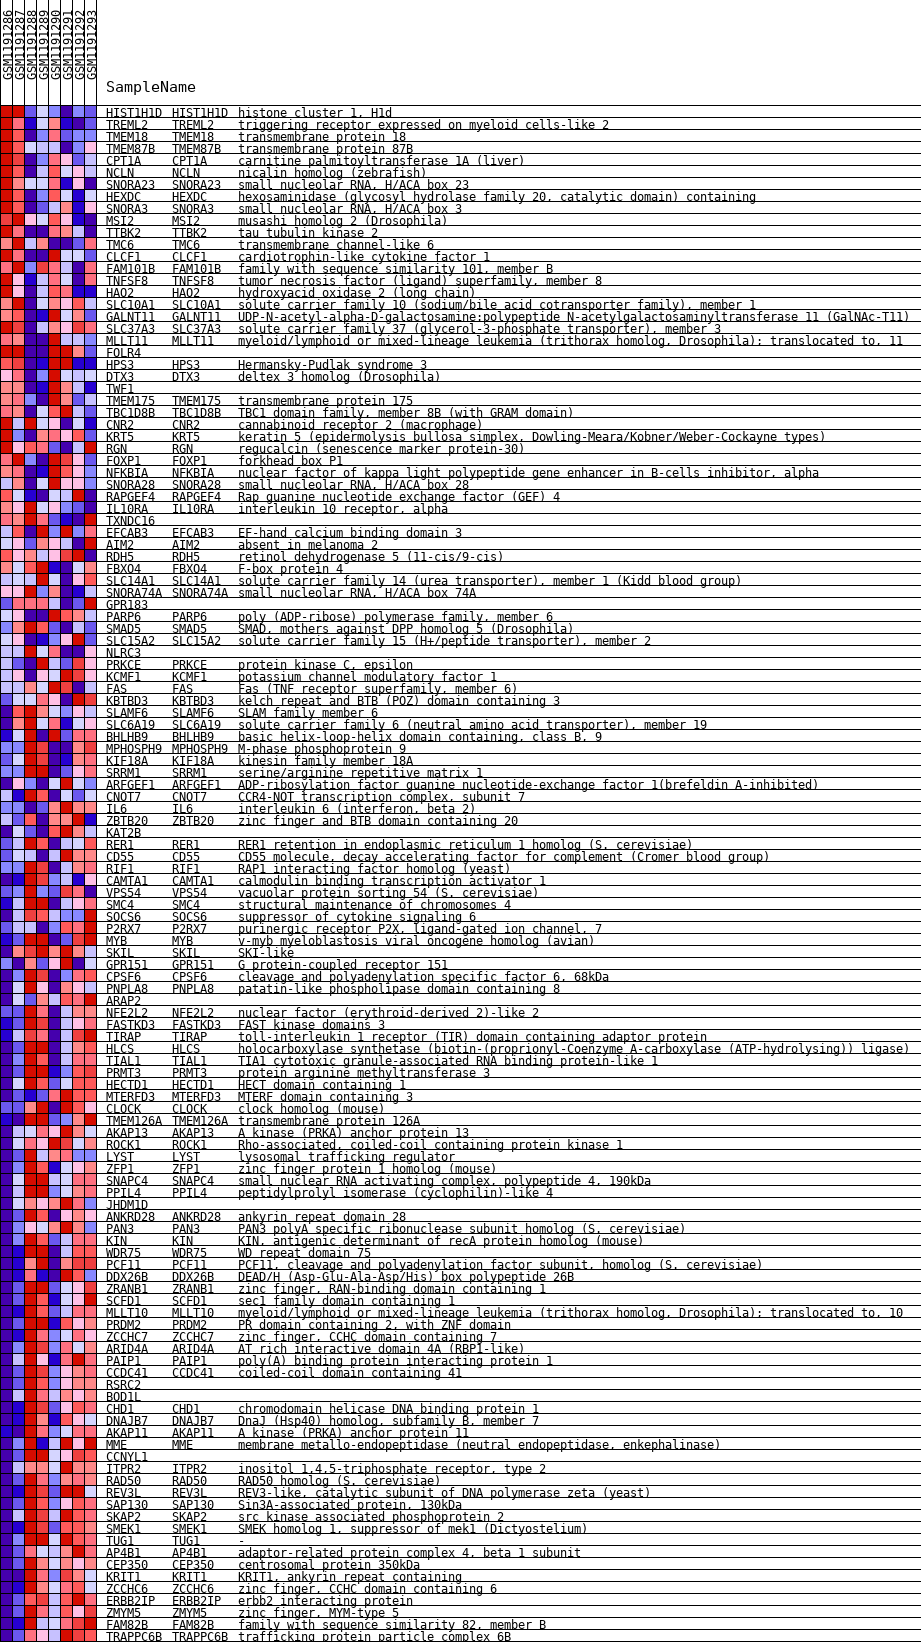 GSM1191286
GSM1191287
GSM1191288
GSM1191289
GSM1191290
GSM1191291
GSM1191292
GSM1191293
SampleName
HIST1H1D HIST1H1D histone cluster 1, H1d
TREML2 TREML2 triggering receptor expressed on myeloid cells-like 2
TMEM18 TMEM18 transmembrane protein 18
TMEM87B TMEM87B transmembrane protein 87B
CPT1A CPT1A carnitine palmitoyltransferase 1A (liver)
NCLN NCLN nicalin homolog (zebrafish)
SNORA23 SNORA23 small nucleolar RNA, H/ACA box 23
HEXDC HEXDC hexosaminidase (glycosyl hydrolase family 20, catalytic domain) containing
SNORA3 SNORA3 small nucleolar RNA, H/ACA box 3
MSI2 MSI2 musashi homolog 2 (Drosophila)
TTBK2 TTBK2 tau tubulin kinase 2
TMC6 TMC6 transmembrane channel-like 6
CLCF1 CLCF1 cardiotrophin-like cytokine factor 1
FAM101B FAM101B family with sequence similarity 101, member B
TNFSF8 TNFSF8 tumor necrosis factor (ligand) superfamily, member 8
HAO2 HAO2 hydroxyacid oxidase 2 (long chain)
SLC10A1 SLC10A1 solute carrier family 10 (sodium/bile acid cotransporter family), member 1
GALNT11 GALNT11 UDP-N-acetyl-alpha-D-galactosamine:polypeptide N-acetylgalactosaminyltransferase 11 (GalNAc-T11)
SLC37A3 SLC37A3 solute carrier family 37 (glycerol-3-phosphate transporter), member 3
MLLT11 MLLT11 myeloid/lymphoid or mixed-lineage leukemia (trithorax homolog, Drosophila); translocated to, 11
FOLR4
HPS3 HPS3 Hermansky-Pudlak syndrome 3
DTX3 DTX3 deltex 3 homolog (Drosophila)
TWF1
TMEM175 TMEM175 transmembrane protein 175
TBC1D8B TBC1D8B TBC1 domain family, member 8B (with GRAM domain)
CNR2 CNR2 cannabinoid receptor 2 (macrophage)
KRT5 KRT5 keratin 5 (epidermolysis bullosa simplex, Dowling-Meara/Kobner/Weber-Cockayne types)
RGN RGN regucalcin (senescence marker protein-30)
FOXP1 FOXP1 forkhead box P1
NFKBIA NFKBIA nuclear factor of kappa light polypeptide gene enhancer in B-cells inhibitor, alpha
SNORA28 SNORA28 small nucleolar RNA, H/ACA box 28
RAPGEF4 RAPGEF4 Rap guanine nucleotide exchange factor (GEF) 4
IL10RA IL10RA interleukin 10 receptor, alpha
TXNDC16
EFCAB3 EFCAB3 EF-hand calcium binding domain 3
AIM2 AIM2 absent in melanoma 2
RDH5 RDH5 retinol dehydrogenase 5 (11-cis/9-cis)
FBXO4 FBXO4 F-box protein 4
SLC14A1 SLC14A1 solute carrier family 14 (urea transporter), member 1 (Kidd blood group)
SNORA74A SNORA74A small nucleolar RNA, H/ACA box 74A
GPR183
PARP6 PARP6 poly (ADP-ribose) polymerase family, member 6
SMAD5 SMAD5 SMAD, mothers against DPP homolog 5 (Drosophila)
SLC15A2 SLC15A2 solute carrier family 15 (H+/peptide transporter), member 2
NLRC3
PRKCE PRKCE protein kinase C, epsilon
KCMF1 KCMF1 potassium channel modulatory factor 1
FAS FAS Fas (TNF receptor superfamily, member 6)
KBTBD3 KBTBD3 kelch repeat and BTB (POZ) domain containing 3
SLAMF6 SLAMF6 SLAM family member 6
SLC6A19 SLC6A19 solute carrier family 6 (neutral amino acid transporter), member 19
BHLHB9 BHLHB9 basic helix-loop-helix domain containing, class B, 9
MPHOSPH9 MPHOSPH9 M-phase phosphoprotein 9
KIF18A KIF18A kinesin family member 18A
SRRM1 SRRM1 serine/arginine repetitive matrix 1
ARFGEF1 ARFGEF1 ADP-ribosylation factor guanine nucleotide-exchange factor 1(brefeldin A-inhibited)
CNOT7 CNOT7 CCR4-NOT transcription complex, subunit 7
IL6 IL6 interleukin 6 (interferon, beta 2)
ZBTB20 ZBTB20 zinc finger and BTB domain containing 20
KAT2B
RER1 RER1 RER1 retention in endoplasmic reticulum 1 homolog (S. cerevisiae)
CD55 CD55 CD55 molecule, decay accelerating factor for complement (Cromer blood group)
RIF1 RIF1 RAP1 interacting factor homolog (yeast)
CAMTA1 CAMTA1 calmodulin binding transcription activator 1
VPS54 VPS54 vacuolar protein sorting 54 (S. cerevisiae)
SMC4 SMC4 structural maintenance of chromosomes 4
SOCS6 SOCS6 suppressor of cytokine signaling 6
P2RX7 P2RX7 purinergic receptor P2X, ligand-gated ion channel, 7
MYB MYB v-myb myeloblastosis viral oncogene homolog (avian)
SKIL SKIL SKI-like
GPR151 GPR151 G protein-coupled receptor 151
CPSF6 CPSF6 cleavage and polyadenylation specific factor 6, 68kDa
PNPLA8 PNPLA8 patatin-like phospholipase domain containing 8
ARAP2
NFE2L2 NFE2L2 nuclear factor (erythroid-derived 2)-like 2
FASTKD3 FASTKD3 FAST kinase domains 3
TIRAP TIRAP toll-interleukin 1 receptor (TIR) domain containing adaptor protein
HLCS HLCS holocarboxylase synthetase (biotin-(proprionyl-Coenzyme A-carboxylase (ATP-hydrolysing)) ligase)
TIAL1 TIAL1 TIA1 cytotoxic granule-associated RNA binding protein-like 1
PRMT3 PRMT3 protein arginine methyltransferase 3
HECTD1 HECTD1 HECT domain containing 1
MTERFD3 MTERFD3 MTERF domain containing 3
CLOCK CLOCK clock homolog (mouse)
TMEM126A TMEM126A transmembrane protein 126A
AKAP13 AKAP13 A kinase (PRKA) anchor protein 13
ROCK1 ROCK1 Rho-associated, coiled-coil containing protein kinase 1
LYST LYST lysosomal trafficking regulator
ZFP1 ZFP1 zinc finger protein 1 homolog (mouse)
SNAPC4 SNAPC4 small nuclear RNA activating complex, polypeptide 4, 190kDa
PPIL4 PPIL4 peptidylprolyl isomerase (cyclophilin)-like 4
JHDM1D
ANKRD28 ANKRD28 ankyrin repeat domain 28
PAN3 PAN3 PAN3 polyA specific ribonuclease subunit homolog (S. cerevisiae)
KIN KIN KIN, antigenic determinant of recA protein homolog (mouse)
WDR75 WDR75 WD repeat domain 75
PCF11 PCF11 PCF11, cleavage and polyadenylation factor subunit, homolog (S. cerevisiae)
DDX26B DDX26B DEAD/H (Asp-Glu-Ala-Asp/His) box polypeptide 26B
ZRANB1 ZRANB1 zinc finger, RAN-binding domain containing 1
SCFD1 SCFD1 sec1 family domain containing 1
MLLT10 MLLT10 myeloid/lymphoid or mixed-lineage leukemia (trithorax homolog, Drosophila); translocated to, 10
PRDM2 PRDM2 PR domain containing 2, with ZNF domain
ZCCHC7 ZCCHC7 zinc finger, CCHC domain containing 7
ARID4A ARID4A AT rich interactive domain 4A (RBP1-like)
PAIP1 PAIP1 poly(A) binding protein interacting protein 1
CCDC41 CCDC41 coiled-coil domain containing 41
RSRC2
BOD1L
CHD1 CHD1 chromodomain helicase DNA binding protein 1
DNAJB7 DNAJB7 DnaJ (Hsp40) homolog, subfamily B, member 7
AKAP11 AKAP11 A kinase (PRKA) anchor protein 11
MME MME membrane metallo-endopeptidase (neutral endopeptidase, enkephalinase)
CCNYL1
ITPR2 ITPR2 inositol 1,4,5-triphosphate receptor, type 2
RAD50 RAD50 RAD50 homolog (S. cerevisiae)
REV3L REV3L REV3-like, catalytic subunit of DNA polymerase zeta (yeast)
SAP130 SAP130 Sin3A-associated protein, 130kDa
SKAP2 SKAP2 src kinase associated phosphoprotein 2
SMEK1 SMEK1 SMEK homolog 1, suppressor of mek1 (Dictyostelium)
TUG1 TUG1 -
AP4B1 AP4B1 adaptor-related protein complex 4, beta 1 subunit
CEP350 CEP350 centrosomal protein 350kDa
KRIT1 KRIT1 KRIT1, ankyrin repeat containing
ZCCHC6 ZCCHC6 zinc finger, CCHC domain containing 6
ERBB2IP ERBB2IP erbb2 interacting protein
ZMYM5 ZMYM5 zinc finger, MYM-type 5
FAM82B FAM82B family with sequence similarity 82, member B
TRAPPC6B TRAPPC6B trafficking protein particle complex 6B